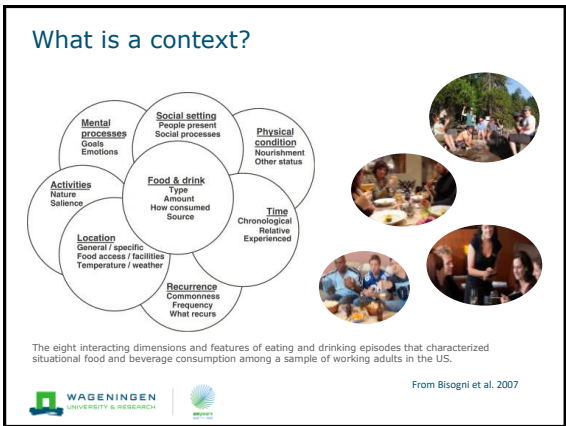 What is a context?
Mental
processes
Goals
Emotions
Social setting
People present
Social processes
Physical
condition
Nourishment
Other status
Activities
Nature
Salience
Food & drink
Type
Amount
How consumed
Source
Time
Chronological
Relative
Experienced
Location
General / specific
Food access / facilities
Temperature / weather
Recurrence
Commonness
Frequency
What recurs
The eight interacting dimensions and features of eating and drinking episodes that characterized
situational food and beverage consumption among a sample of working adults in the US.
From Bisogni et al. 2007
WAGENINGEN
UNIVERSITY & RESEARCH